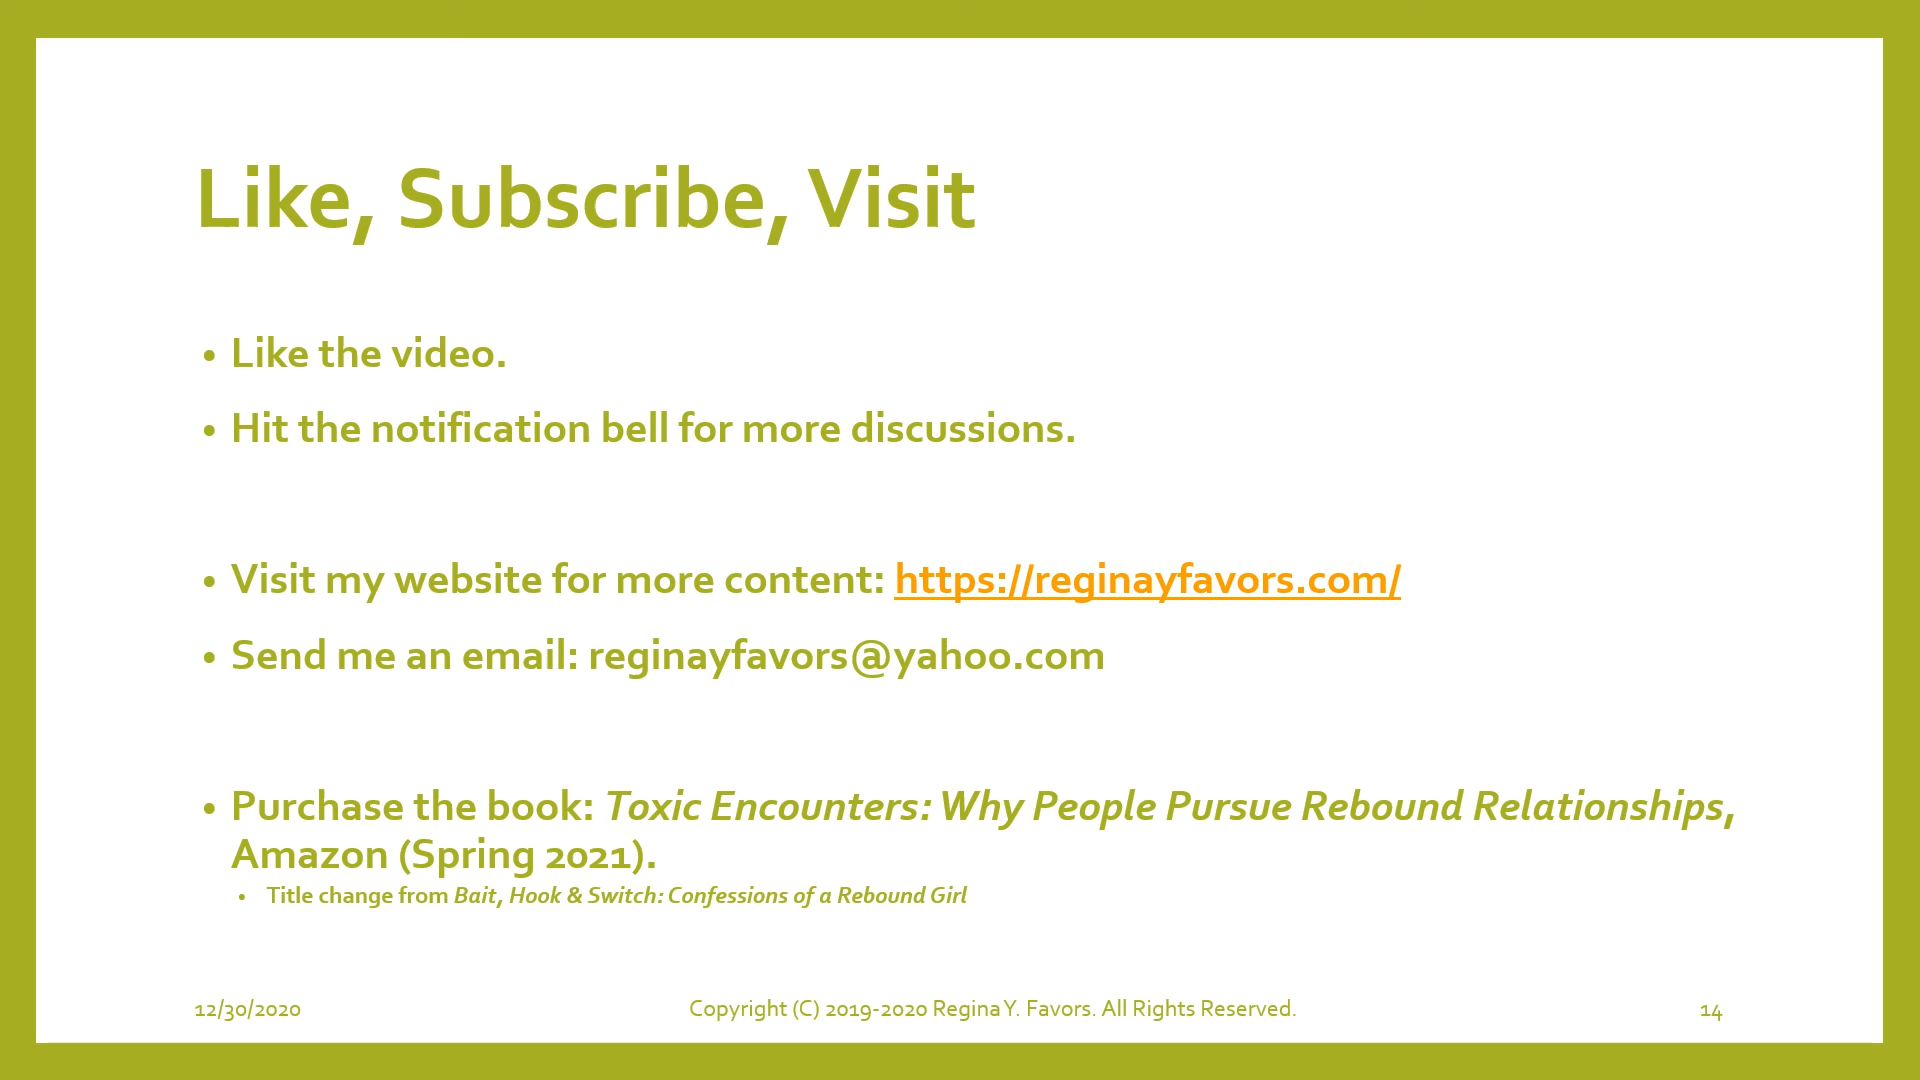 Like, Subscribe, Visit
• Like the video.
• Hit the notification bell for more discussions.
• Visit my website for more content: https://reginayfavors.com/
• Send me an email: reginayfavors@yahoo.com
• Purchase the book: Toxic Encounters: Why People Pursue Rebound Relationships,
Amazon (Spring 2021).
• Title change from Bait, Hook & Switch: Confessions of a Rebound Girl
12/30/2020 Copyright (C) 2019-2020 Regina Y. Favors. All Rights Reserved. 14